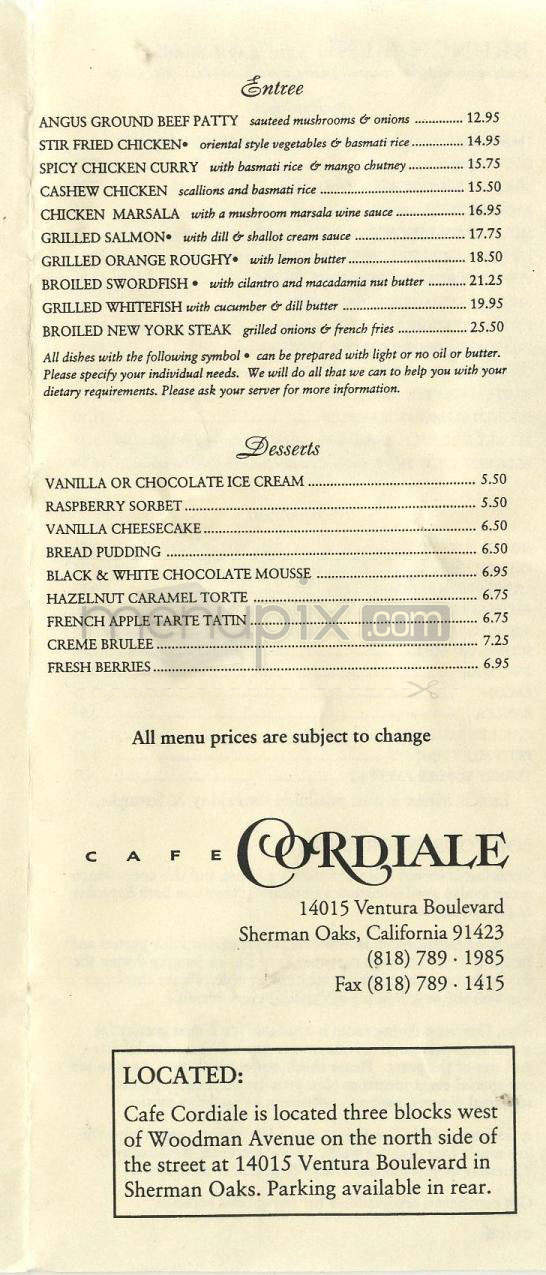 Entree
ANGUS GROUND BEEF PATTY sauteed mushrooms & onions .............. 12.95
STIR FRIED CHICKEN• oriental style vegetables & basmati rice .............. 14.95
SPICY CHICKEN CURRY with basmati rice & mango chutney .............. 15.75
CASHEW CHICKEN scallions and basmati rice .............. 15.50
CHICKEN MARSALA with a mushroom marsala wine sauce .............. 16.95
GRILLED SALMON• with dill & shallot cream sauce .............. 17.75
GRILLED ORANGE ROUGHY• with lemon butter .............. 18.50
BROILED SWORDFISH • with cilantro and macadamia nut butter .......... 21.25
GRILLED WHITEFISH with cucumber & dill butter .............. 19.95
BROILED NEW YORK STEAK grilled onions & french fries .............. 25.50
All dishes with the following symbol • can be prepared with light or no oil or butter.
Please specify your individual needs. We will do all that we can to help you with your
dietary requirements. Please ask your server for more information.
Desserts
VANILLA OR CHOCOLATE ICE CREAM .............. 5.50
RASPBERRY SORBET .............. 5.50
VANILLA CHEESECAKE .............. 6.50
BREAD PUDDING .............. 6.50
BLACK & WHITE CHOCOLATE MOUSSE .............. 6.95
HAZELNUT CARAMEL TORTE .............. 6.75
menupix.com
FRENCH APPLE TARTE TATIN .............. 6.75
CREME BRULEE .............. 7.25
FRESH BERRIES .............. 6.95
All menu prices are subject to change
CAFE CORDIALE
14015 Ventura Boulevard
Sherman Oaks, California 91423
(818) 789 · 1985
Fax (818) 789 · 1415
LOCATED:
Cafe Cordiale is located three blocks west
of Woodman Avenue on the north side of
the street at 14015 Ventura Boulevard in
Sherman Oaks. Parking available in rear.